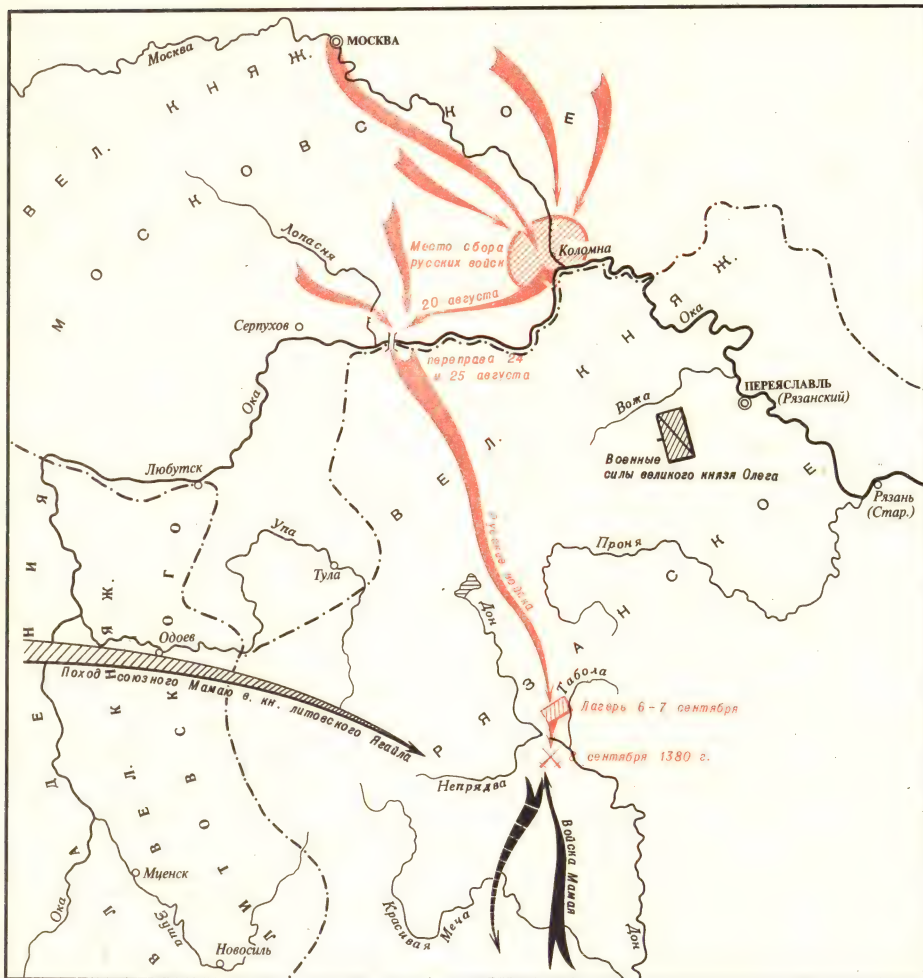 МОСКВА
Москва
ВЕЛ. КНЯЖ.
МОСКОВСКОЕ
Лопасня
Место сбора
русских войск
Коломна
20 августа
Серпухов
переправа 24
и 25 августа
Ока
Ока
КНЯЖ.
ВЕЛ.
Вожа
ПЕРЕЯСЛАВЛЬ
(Рязанский)
Военные
силы великого князя Олега
Рязань
(Стар.)
Любутск
Упа
Тула
русские войска
Проня
Дон
РЯЗАНСКОЕ
Одоев
Поход союзного Мамаю в. кн. литовского Ягайла
Табола
Лагерь 6-7 сентября
сентября 1380 г.
Непрядва
ВЛАДЕНИЯ
ВЕЛ. КНЯЖ.
ЛИТОВСКОГО
Войска Мамая
Мценск
Ока
Зуша
Новосиль
Красивая
Меча
Дон